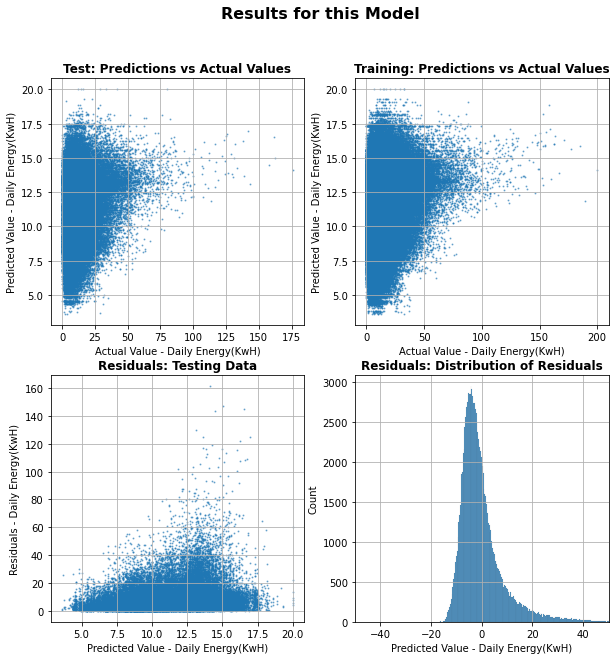 Results for this Model
Test: Predictions vs Actual Values
Training: Predictions vs Actual Values
20.0
17.5
15.0
12.5
10.0
7.5
5.0
Predicted Value - Daily Energy(KwH)
0 25 50 75 100 125 150 175
Actual Value - Daily Energy(KwH)
20.0
17.5
15.0
12.5
10.0
7.5
5.0
Predicted Value - Daily Energy(KwH)
0 50 100 150 200
Actual Value - Daily Energy(KwH)
Residuals: Testing Data
Residuals: Distribution of Residuals
160
140
120
100
80
60
40
20
0
Residuals - Daily Energy(KwH)
5.0 7.5 10.0 12.5 15.0 17.5 20.0
Predicted Value - Daily Energy(KwH)
3000
2500
2000
1500
1000
500
0
Count
−40 −20 0 20 40
Predicted Value - Daily Energy(KwH)